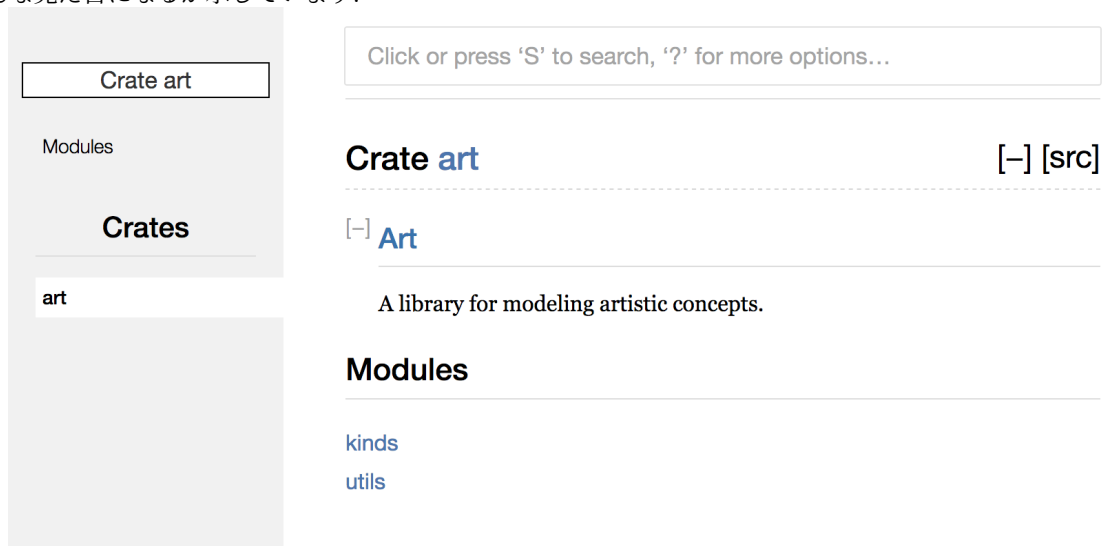 Click or press ‘S’ to search, ‘?’ for more options…
Crate art
Modules
Crates
art
Crate art
[–] [src]
[–] Art
A library for modeling artistic concepts.
Modules
kinds
utils